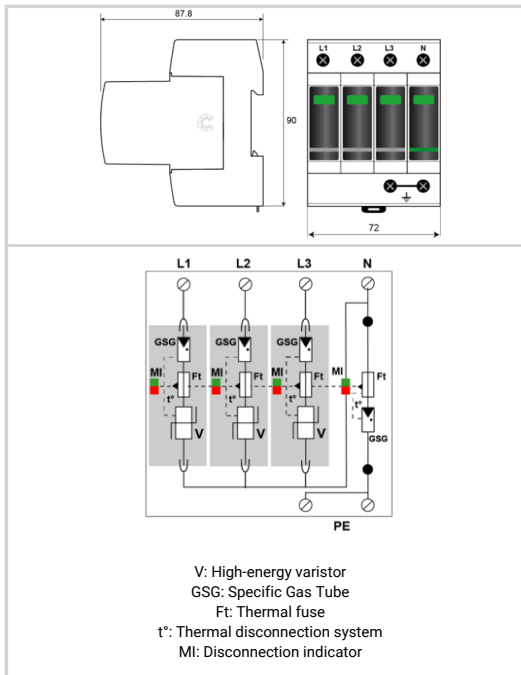 87.8
L1 L2 L3 N
90
72
L1 L2 L3 N
GSG GSG GSG
MI Ft MI Ft MI Ft MI Ft
t° t° t° t°
V V V GSG
PE
V: High-energy varistor
GSG: Specific Gas Tube
Ft: Thermal fuse
t°: Thermal disconnection system
MI: Disconnection indicator